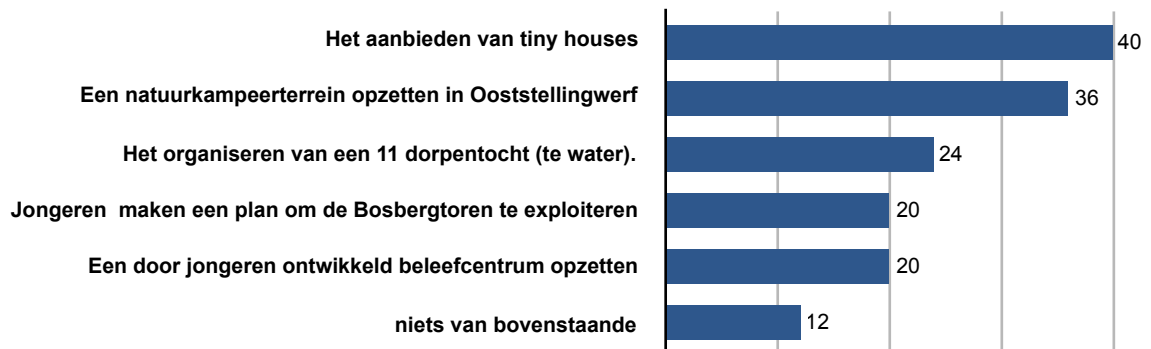 Het aanbieden van tiny houses 40
Een natuurkampeerterrein opzetten in Ooststellingwerf 36
Het organiseren van een 11 dorpentocht (te water). 24
Jongeren  maken een plan om de Bosbergtoren te exploiteren 20
Een door jongeren ontwikkeld beleefcentrum opzetten 20
niets van bovenstaande 12